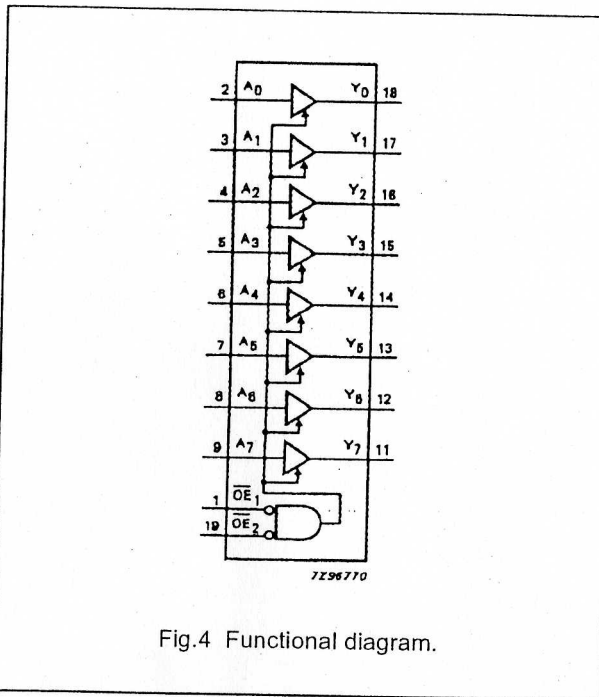 2 A0 Y0 18
3 A1 Y1 17
4 A2 Y2 16
5 A3 Y3 15
6 A4 Y4 14
7 A5 Y5 13
8 A6 Y6 12
9 A7 Y7 11
1 O̅E̅1
19 O̅E̅2
7Z96770
Fig.4 Functional diagram.